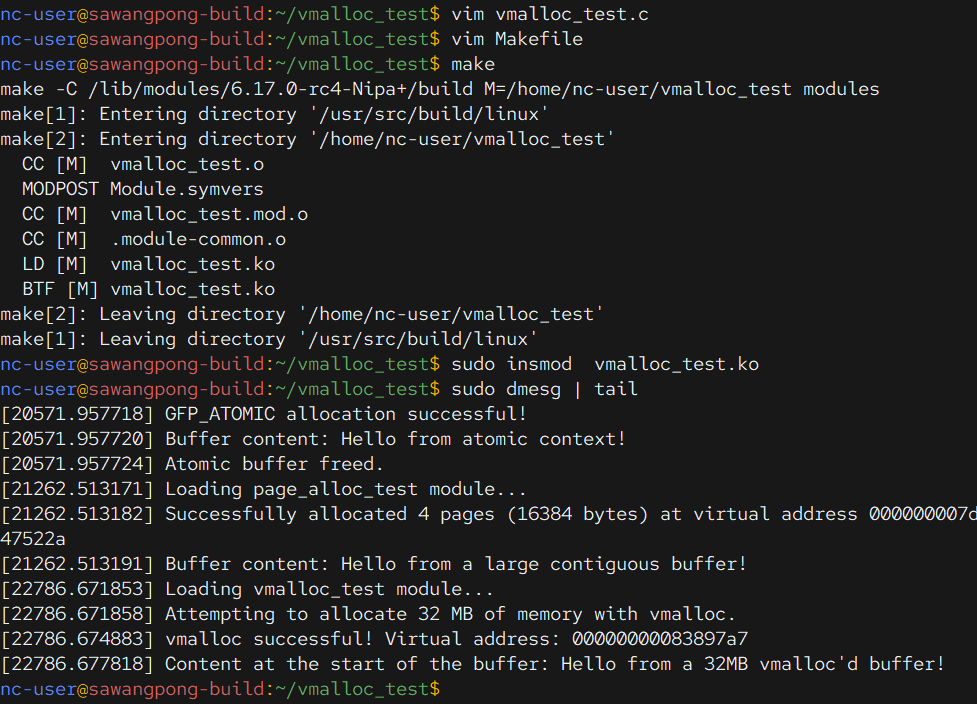 nc-user@sawangpong-build:~/vmalloc_test$ vim vmalloc_test.c
nc-user@sawangpong-build:~/vmalloc_test$ vim Makefile
nc-user@sawangpong-build:~/vmalloc_test$ make
make -C /lib/modules/6.17.0-rc4-Nipa+/build M=/home/nc-user/vmalloc_test modules
make[1]: Entering directory '/usr/src/build/linux'
make[2]: Entering directory '/home/nc-user/vmalloc_test'
  CC [M]  vmalloc_test.o
  MODPOST Module.symvers
  CC [M]  vmalloc_test.mod.o
  CC [M]  .module-common.o
  LD [M]  vmalloc_test.ko
  BTF [M] vmalloc_test.ko
make[2]: Leaving directory '/home/nc-user/vmalloc_test'
make[1]: Leaving directory '/usr/src/build/linux'
nc-user@sawangpong-build:~/vmalloc_test$ sudo insmod  vmalloc_test.ko
nc-user@sawangpong-build:~/vmalloc_test$ sudo dmesg | tail
[20571.957718] GFP_ATOMIC allocation successful!
[20571.957720] Buffer content: Hello from atomic context!
[20571.957724] Atomic buffer freed.
[21262.513171] Loading page_alloc_test module...
[21262.513182] Successfully allocated 4 pages (16384 bytes) at virtual address 000000007d
47522a
[21262.513191] Buffer content: Hello from a large contiguous buffer!
[22786.671853] Loading vmalloc_test module...
[22786.671858] Attempting to allocate 32 MB of memory with vmalloc.
[22786.674883] vmalloc successful! Virtual address: 00000000083897a7
[22786.677818] Content at the start of the buffer: Hello from a 32MB vmalloc'd buffer!
nc-user@sawangpong-build:~/vmalloc_test$